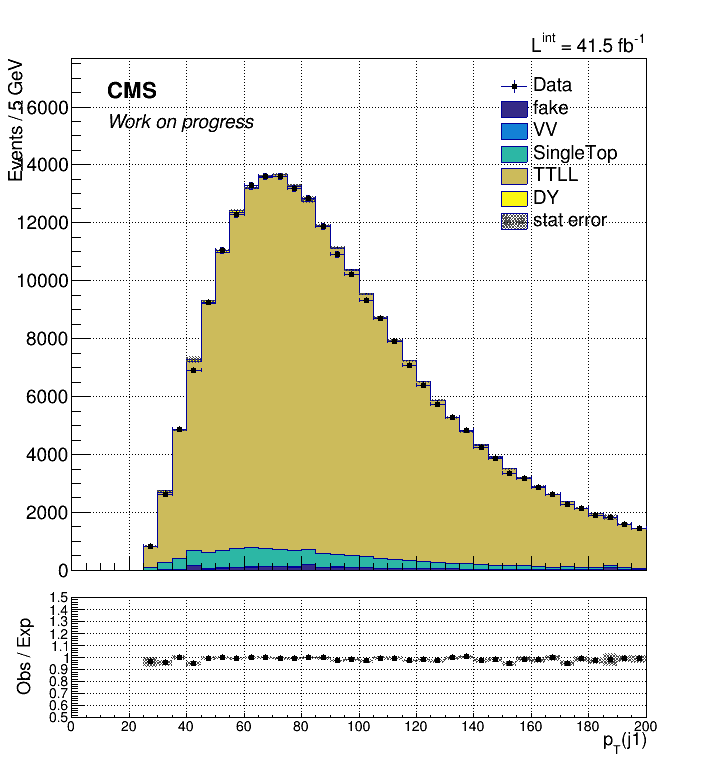 L^int = 41.5 fb^-1
Events / 5 GeV
CMS
Work on progress
Data
fake
VV
SingleTop
TTLL
DY
stat error
16000
14000
12000
10000
8000
6000
4000
2000
0
Obs / Exp
1.5
1.4
1.3
1.2
1.1
1
0.9
0.8
0.7
0.6
0.5
0 20 40 60 80 100 120 140 160 180 200
p_T(j1)